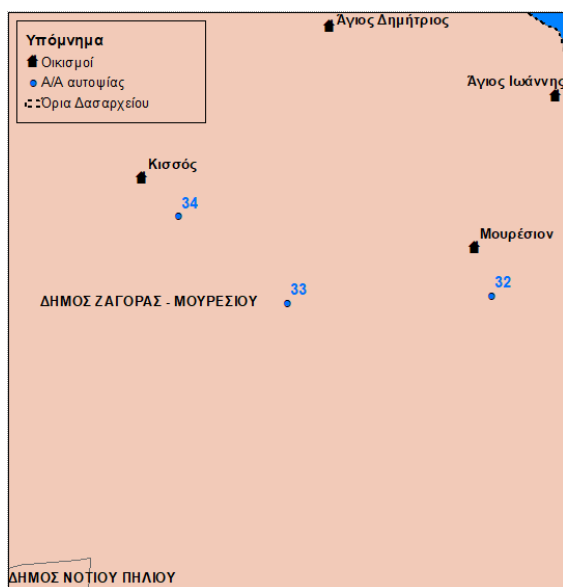 Άγιος Δημήτριος
Υπόμνημα
Οικισμοί
Α/Α αυτοψίας
Όρια Δασαρχείου
Άγιος Ιωάννης
Κισσός
34
Μουρέσιον
32
33
ΔΗΜΟΣ ΖΑΓΟΡΑΣ - ΜΟΥΡΕΣΙΟΥ
ΔΗΜΟΣ ΝΟΤΙΟΥ ΠΗΛΙΟΥ